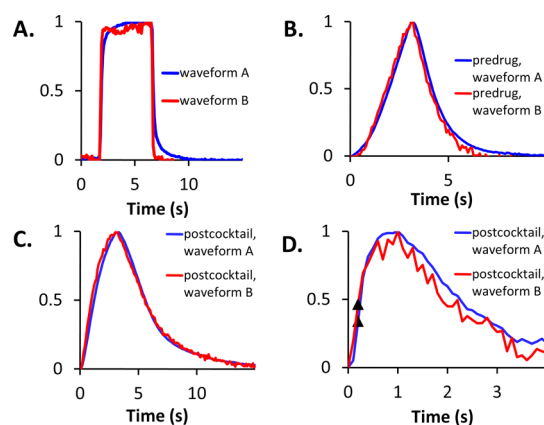 A.
1
0.5
0
0
5
10
Time (s)
waveform A
waveform B
B.
1
0.5
0
0
5
Time (s)
predrug,
waveform A
predrug,
waveform B
C.
1
0.5
0
0
5
10
Time (s)
postcocktail,
waveform A
postcocktail,
waveform B
D.
1
0.5
0
0
1
2
3
Time (s)
postcocktail,
waveform A
postcocktail,
waveform B